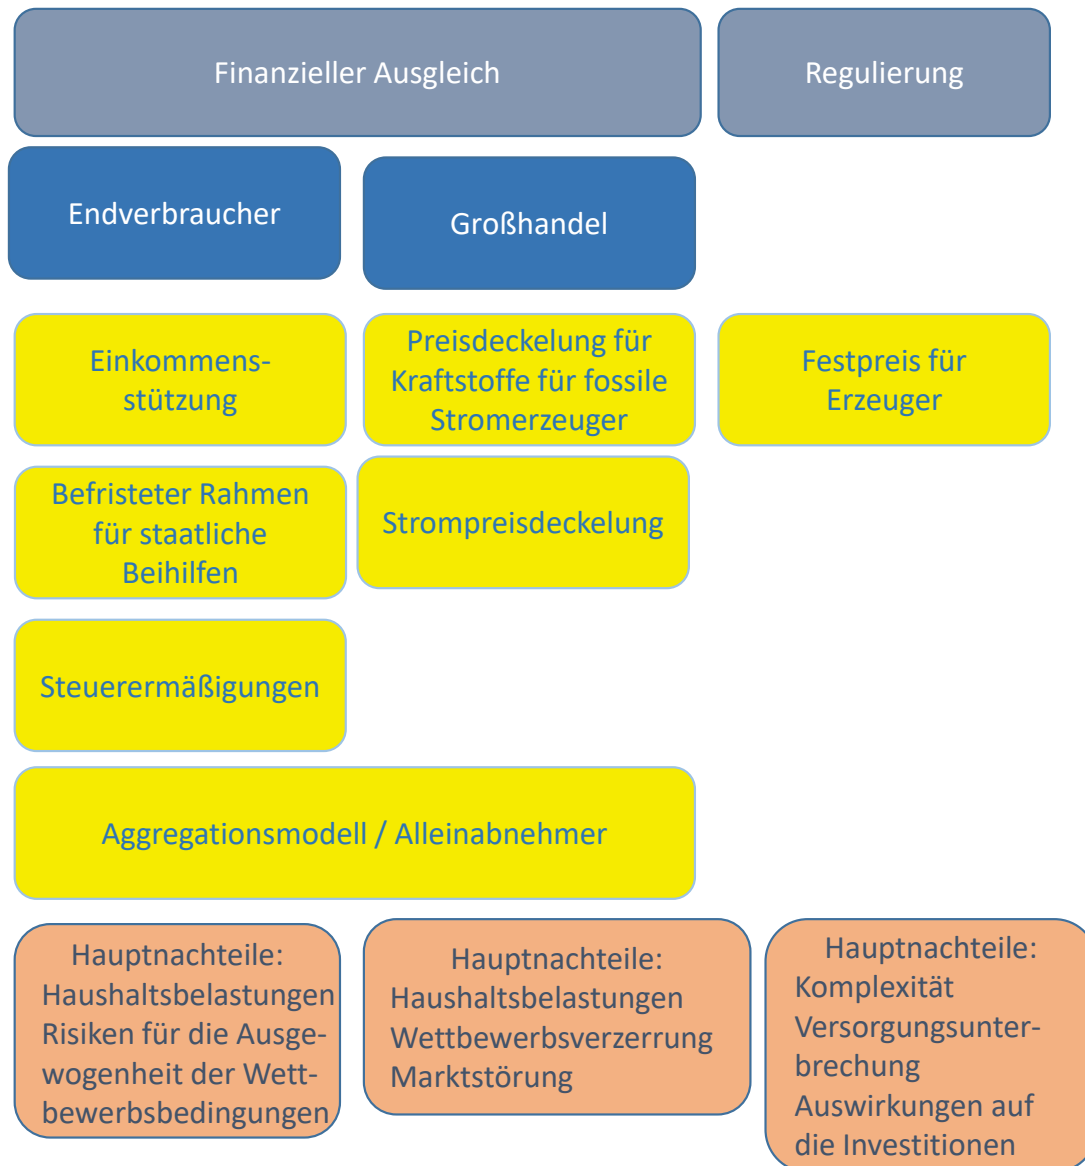 Finanzieller Ausgleich
Regulierung
Endverbraucher
Großhandel
Einkommens-
stützung
Preisdeckelung für
Kraftstoffe für fossile
Stromerzeuger
Festpreis für
Erzeuger
Befristeter Rahmen
für staatliche
Beihilfen
Strompreisdeckelung
Steuerermäßigungen
Aggregationsmodell / Alleinabnehmer
Hauptnachteile:
Haushaltsbelastungen
Risiken für die Ausge-
wogenheit der Wett-
bewerbsbedingungen
Hauptnachteile:
Haushaltsbelastungen
Wettbewerbsverzerrung
Marktstörung
Hauptnachteile:
Komplexität
Versorgungsunter-
brechung
Auswirkungen auf
die Investitionen